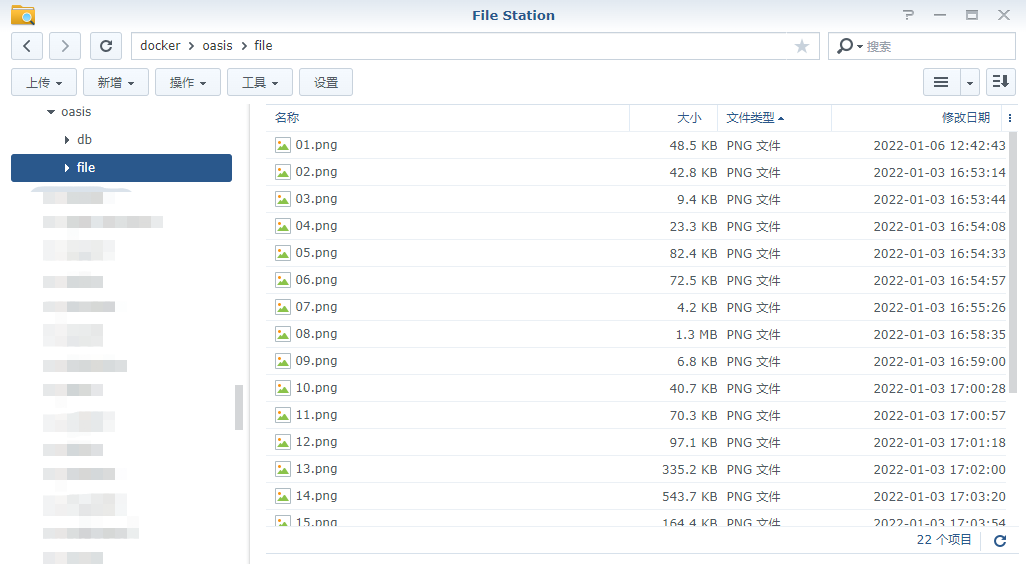 File Station
docker oasis file
搜索
上传 新增 操作 工具 设置
oasis
db
file
名称 大小 文件类型 修改日期
01.png 48.5 KB PNG 文件 2022-01-06 12:42:43
02.png 42.8 KB PNG 文件 2022-01-03 16:53:14
03.png 9.4 KB PNG 文件 2022-01-03 16:53:44
04.png 23.3 KB PNG 文件 2022-01-03 16:54:08
05.png 82.4 KB PNG 文件 2022-01-03 16:54:33
06.png 72.5 KB PNG 文件 2022-01-03 16:54:57
07.png 4.2 KB PNG 文件 2022-01-03 16:55:26
08.png 1.3 MB PNG 文件 2022-01-03 16:58:35
09.png 6.8 KB PNG 文件 2022-01-03 16:59:00
10.png 40.7 KB PNG 文件 2022-01-03 17:00:28
11.png 70.3 KB PNG 文件 2022-01-03 17:00:57
12.png 97.1 KB PNG 文件 2022-01-03 17:01:18
13.png 335.2 KB PNG 文件 2022-01-03 17:02:00
14.png 543.7 KB PNG 文件 2022-01-03 17:03:20
15.png 164.4 KB PNG 文件 2022-01-03 17:03:54
22 个项目